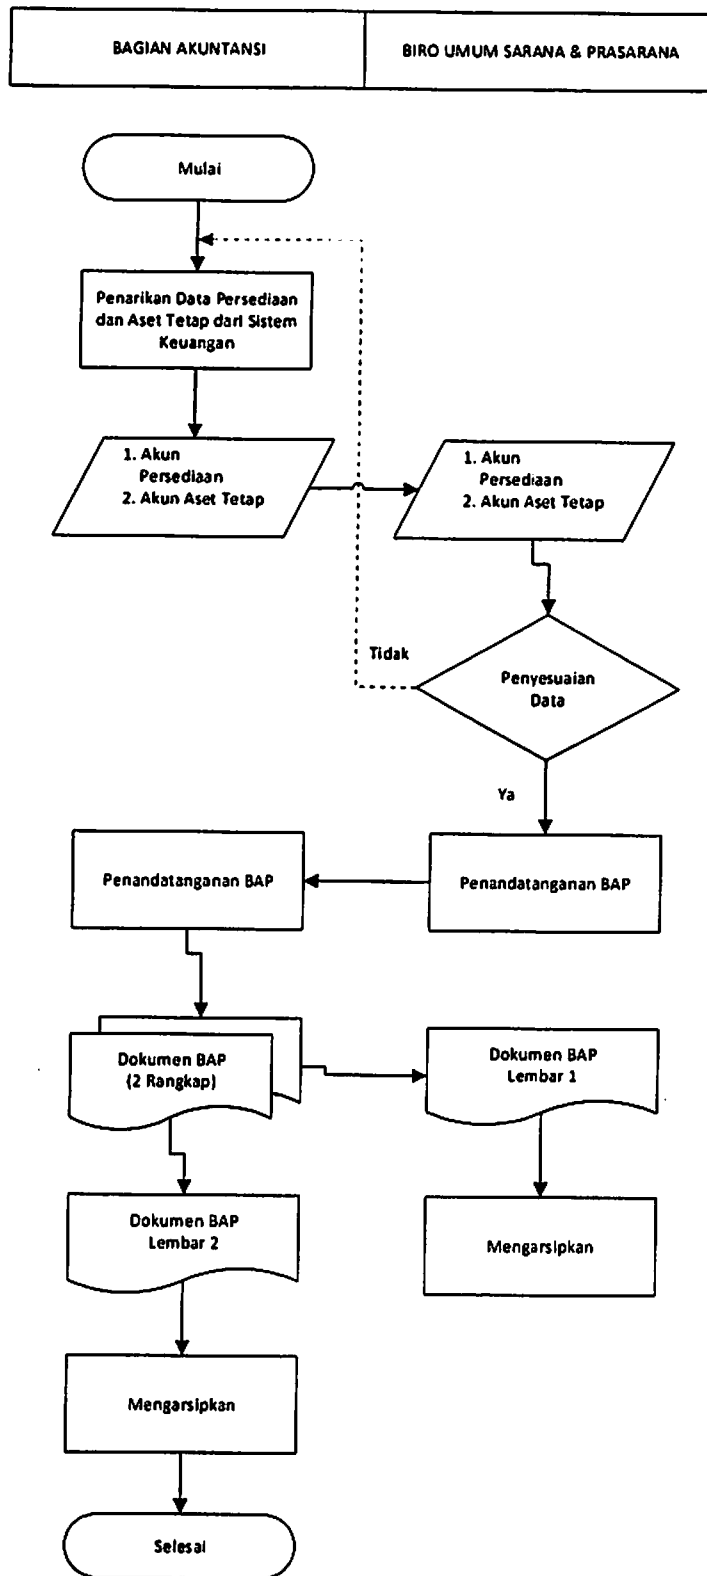 BAGIAN AKUNTANSI
BIRO UMUM SARANA & PRASARANA
Mulai
Penarikan Data Persediaan
dan Aset Tetap dari Sistem
Keuangan
1. Akun
Persediaan
2. Akun Aset Tetap
1. Akun
Persediaan
2. Akun Aset Tetap
Tidak
Penyesuaian
Data
Ya
Penandatanganan BAP
Penandatanganan BAP
Dokumen BAP
(2 Rangkap)
Dokumen BAP
Lembar 1
Dokumen BAP
Lembar 2
Mengarsipkan
Mengarsipkan
Selesai